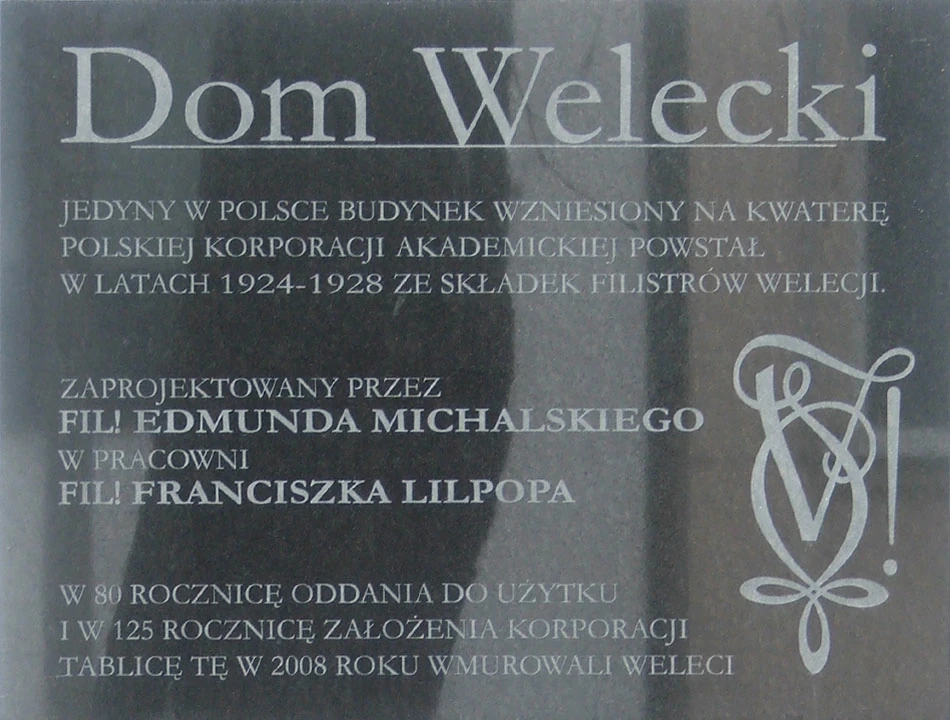 Dom Welecki
JEDYNY W POLSCE BUDYNEK WZNIESIONY NA KWATERĘ
POLSKIEJ KORPORACJI AKADEMICKIEJ POWSTAŁ
W LATACH 1924-1928 ZE SKŁADEK FILISTRÓW WELECJI.
ZAPROJEKTOWANY PRZEZ
FIL! EDMUNDA MICHALSKIEGO
W PRACOWNI
FIL! FRANCISZKA LILPOPA
W 80 ROCZNICĘ ODDANIA DO UŻYTKU
I W 125 ROCZNICĘ ZAŁOŻENIA KORPORACJI
TABLICĘ TĘ W 2008 ROKU WMUROWALI WELECI